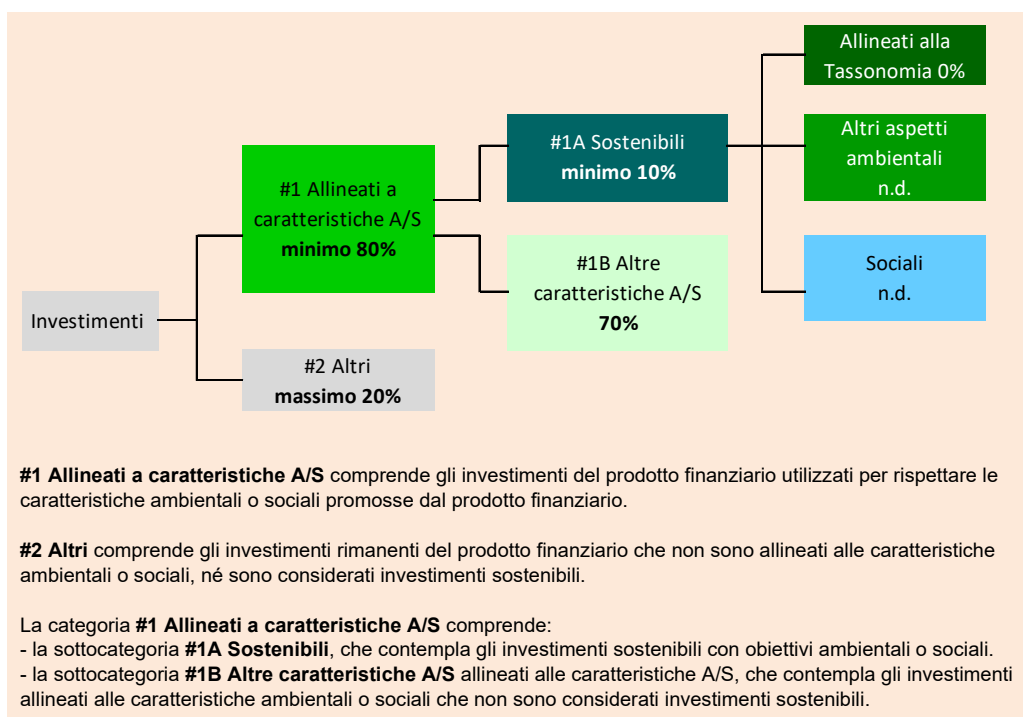 Investimenti
#1 Allineati a
caratteristiche A/S
minimo 80%
#2 Altri
massimo 20%
#1A Sostenibili
minimo 10%
#1B Altre
caratteristiche A/S
70%
Allineati alla
Tassonomia 0%
Altri aspetti
ambientali
n.d.
Sociali
n.d.
#1 Allineati a caratteristiche A/S comprende gli investimenti del prodotto finanziario utilizzati per rispettare le
caratteristiche ambientali o sociali promosse dal prodotto finanziario.
#2 Altri comprende gli investimenti rimanenti del prodotto finanziario che non sono allineati alle caratteristiche
ambientali o sociali, né sono considerati investimenti sostenibili.
La categoria #1 Allineati a caratteristiche A/S comprende:
- la sottocategoria #1A Sostenibili, che contempla gli investimenti sostenibili con obiettivi ambientali o sociali.
- la sottocategoria #1B Altre caratteristiche A/S allineati alle caratteristiche A/S, che contempla gli investimenti
allineati alle caratteristiche ambientali o sociali che non sono considerati investimenti sostenibili.